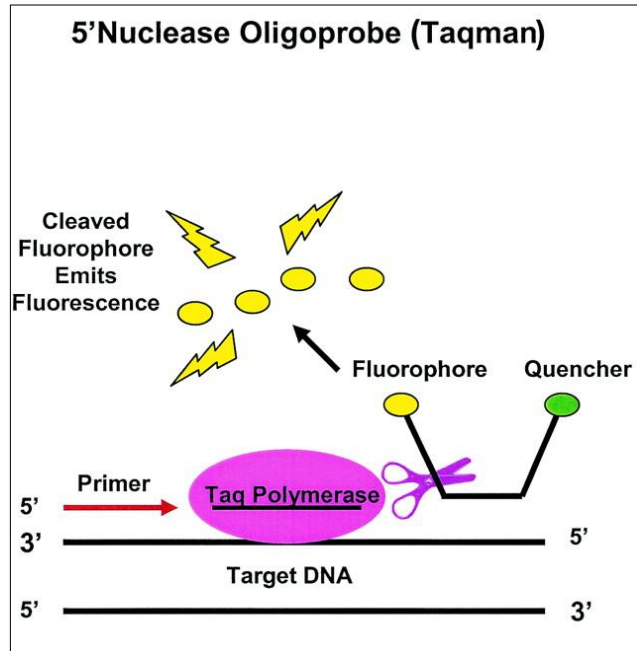 5’Nuclease Oligoprobe (Taqman)
Cleaved
Fluorophore
Emits
Fluorescence
Fluorophore
Quencher
Primer
Taq Polymerase
5’
3’
5’
Target DNA
5’
3’